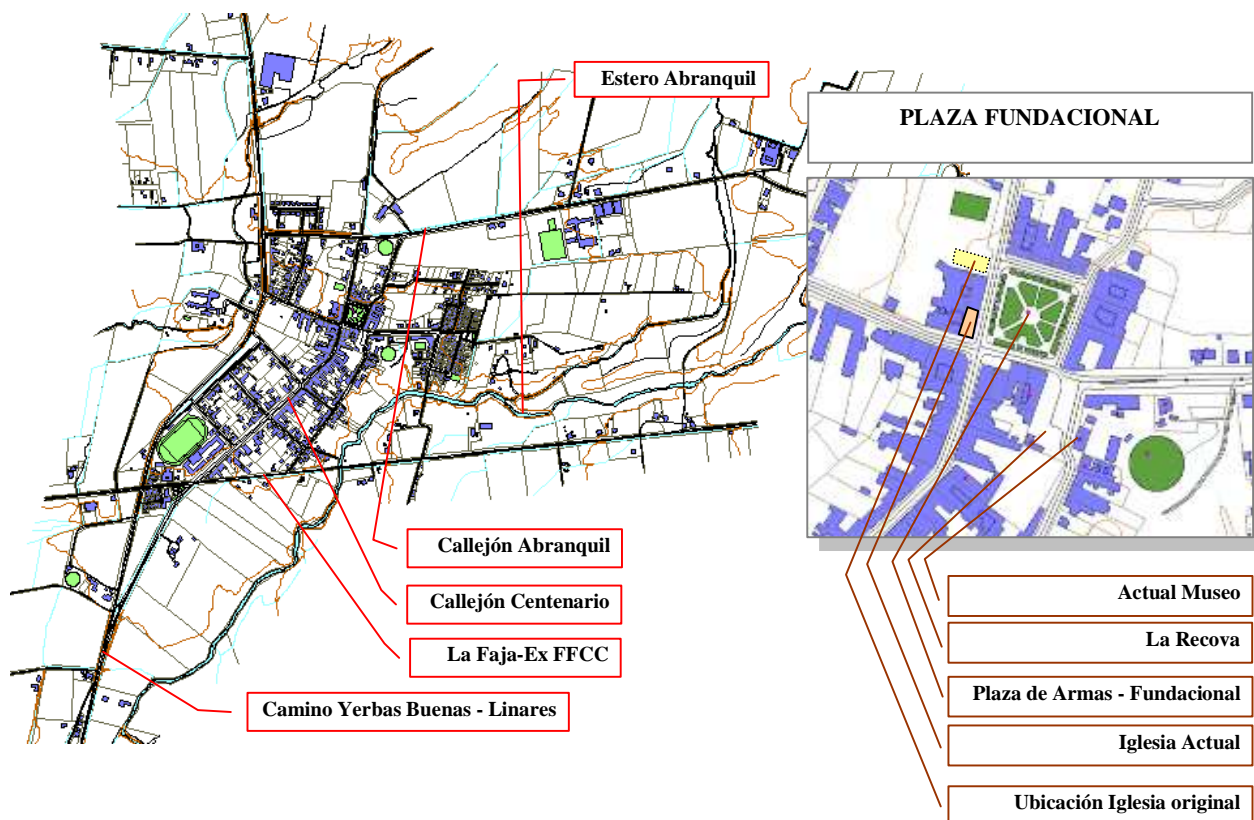 Estero Abranquil
PLAZA FUNDACIONAL
Callejón Abranquil
Callejón Centenario
La Faja-Ex FFCC
Camino Yerbas Buenas - Linares
Actual Museo
La Recova
Plaza de Armas - Fundacional
Iglesia Actual
Ubicación Iglesia original